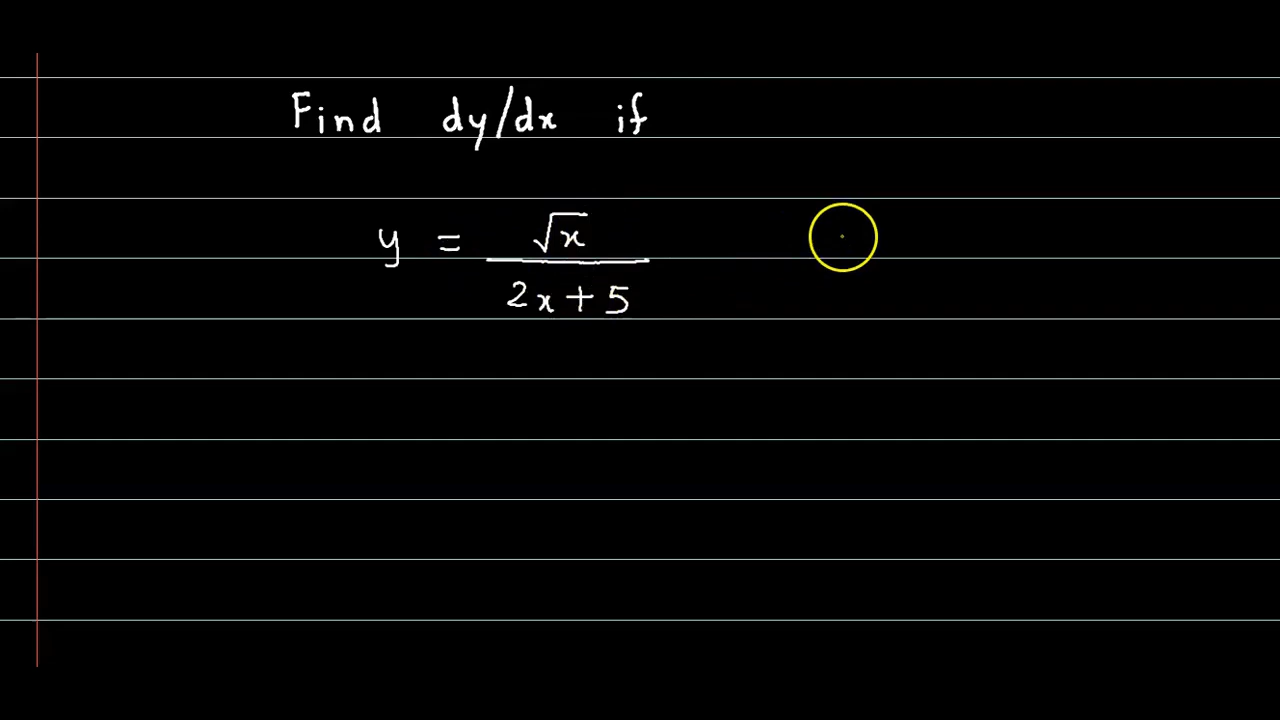 Find dy/dx if
y = √x / 2x + 5